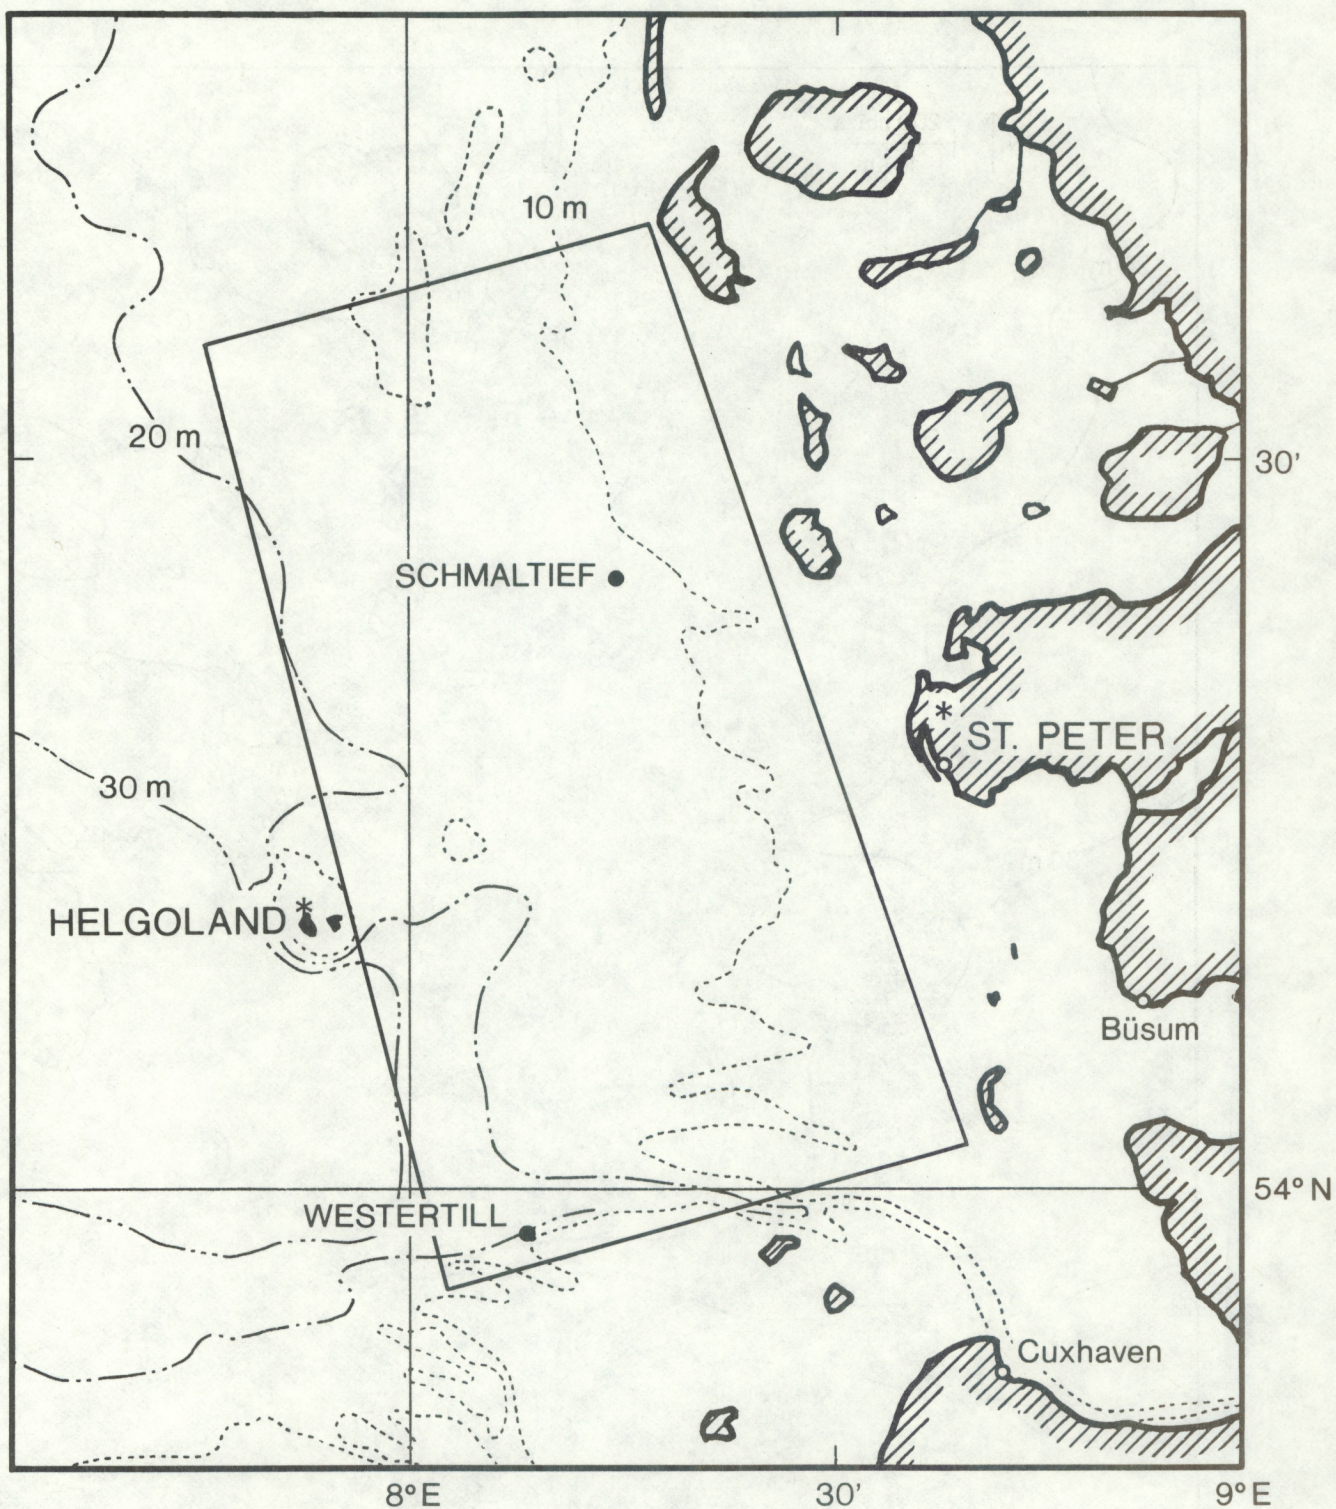 10 m
20 m
30'
SCHMALTIEF
*
ST. PETER
30 m
*
HELGOLAND
Büsum
54° N
WESTERTILL
Cuxhaven
8° E
30'
9° E